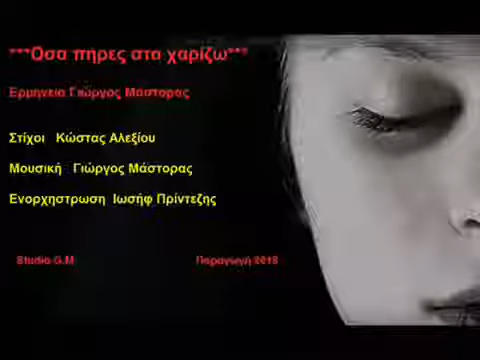 ***Οσα πηρες στα χαρίζω***
Ερμηνεία Γιώργος Μάστορας
Στίχοι Κώστας Αλεξίου
Μουσική Γιώργος Μάστορας
Ενορχηστρωση Ιωσήφ Πρίντεζης
Studio G.M Παραγωγή 2018